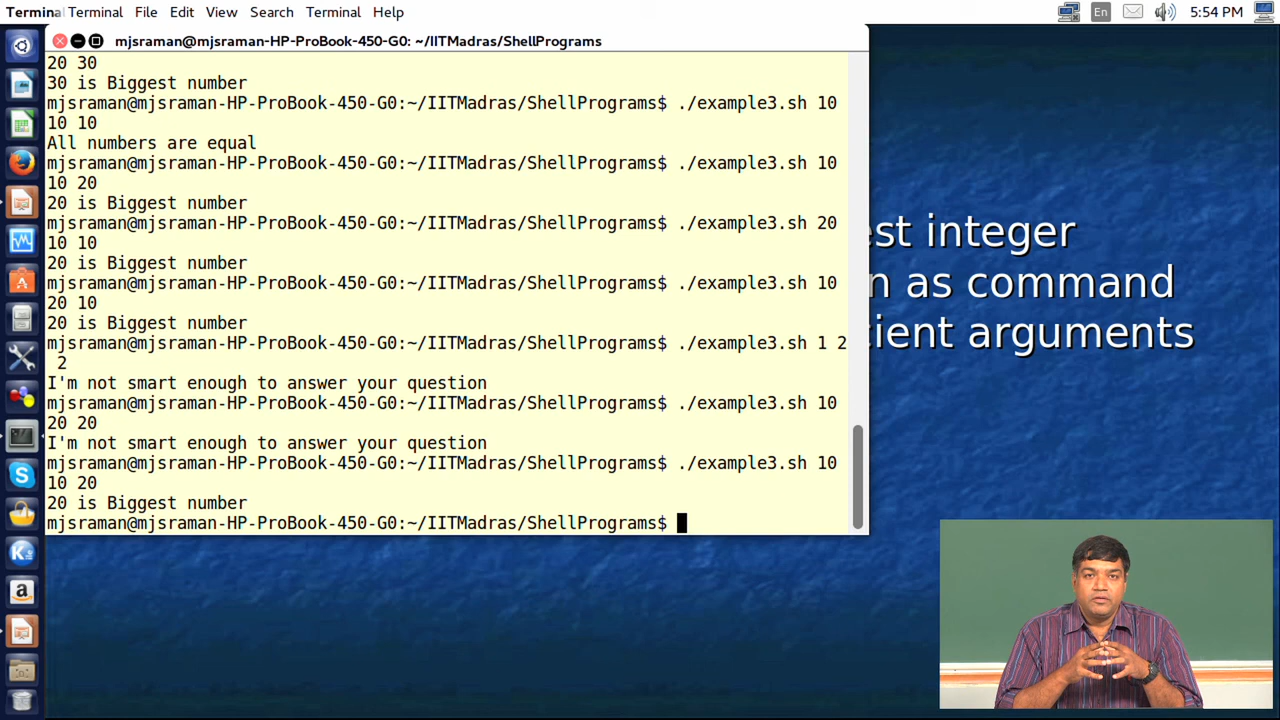 Terminal Terminal File Edit View Search Terminal Help En 5:54 PM
mjsraman@mjsraman-HP-ProBook-450-G0: ~/IITMadras/ShellPrograms
20 30
30 is Biggest number
mjsraman@mjsraman-HP-ProBook-450-G0:~/IITMadras/ShellPrograms$ ./example3.sh 10
10 10
All numbers are equal
mjsraman@mjsraman-HP-ProBook-450-G0:~/IITMadras/ShellPrograms$ ./example3.sh 10
10 20
20 is Biggest number
mjsraman@mjsraman-HP-ProBook-450-G0:~/IITMadras/ShellPrograms$ ./example3.sh 20
10 10
20 is Biggest number
mjsraman@mjsraman-HP-ProBook-450-G0:~/IITMadras/ShellPrograms$ ./example3.sh 10
20 10
20 is Biggest number
mjsraman@mjsraman-HP-ProBook-450-G0:~/IITMadras/ShellPrograms$ ./example3.sh 1 2
2
I'm not smart enough to answer your question
mjsraman@mjsraman-HP-ProBook-450-G0:~/IITMadras/ShellPrograms$ ./example3.sh 10
20 20
I'm not smart enough to answer your question
mjsraman@mjsraman-HP-ProBook-450-G0:~/IITMadras/ShellPrograms$ ./example3.sh 10
10 20
20 is Biggest number
mjsraman@mjsraman-HP-ProBook-450-G0:~/IITMadras/ShellPrograms$
est integer
n as command
cient arguments